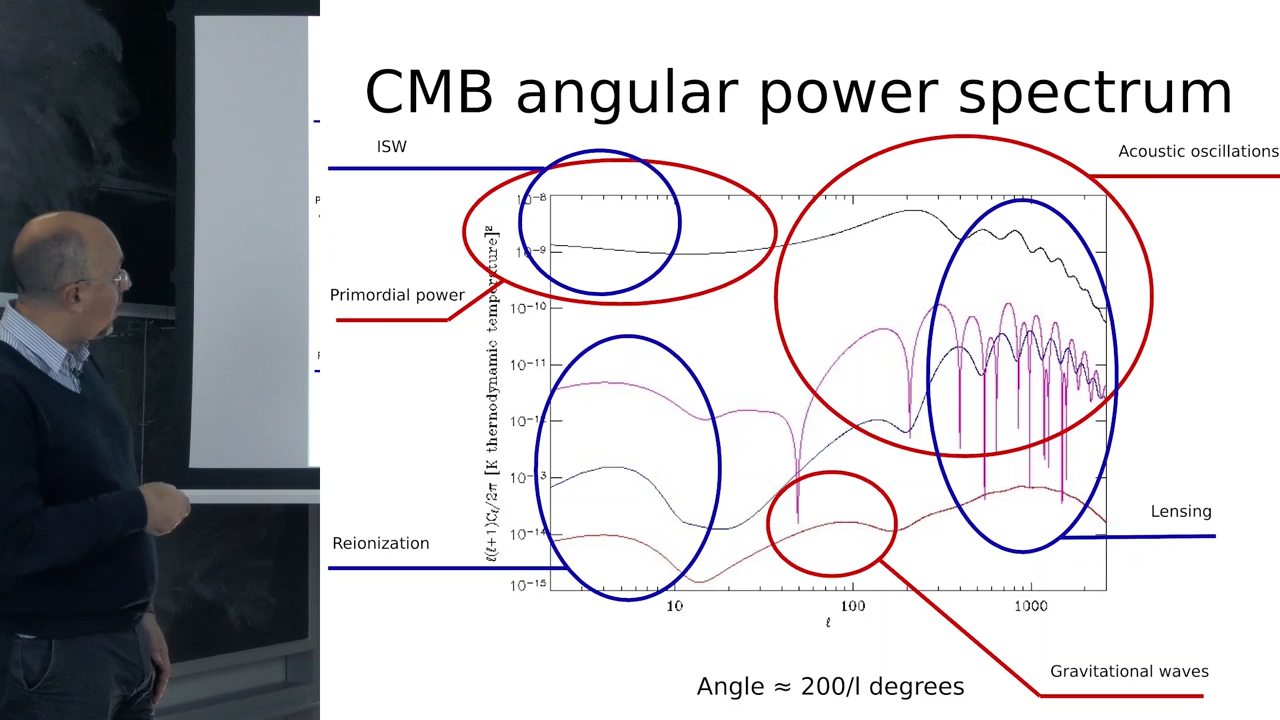 CMB angular power spectrum
ISW
Acoustic oscillations
Primordial power
Reionization
Lensing
Gravitational waves
ℓ(ℓ+1)Cℓ/2π [K thermodynamic temperature]²
10⁻⁸
10⁻⁹
10⁻¹⁰
10⁻¹¹
10⁻¹³
10⁻¹⁴
10⁻¹⁵
10 100 1000
ℓ
Angle ≈ 200/l degrees